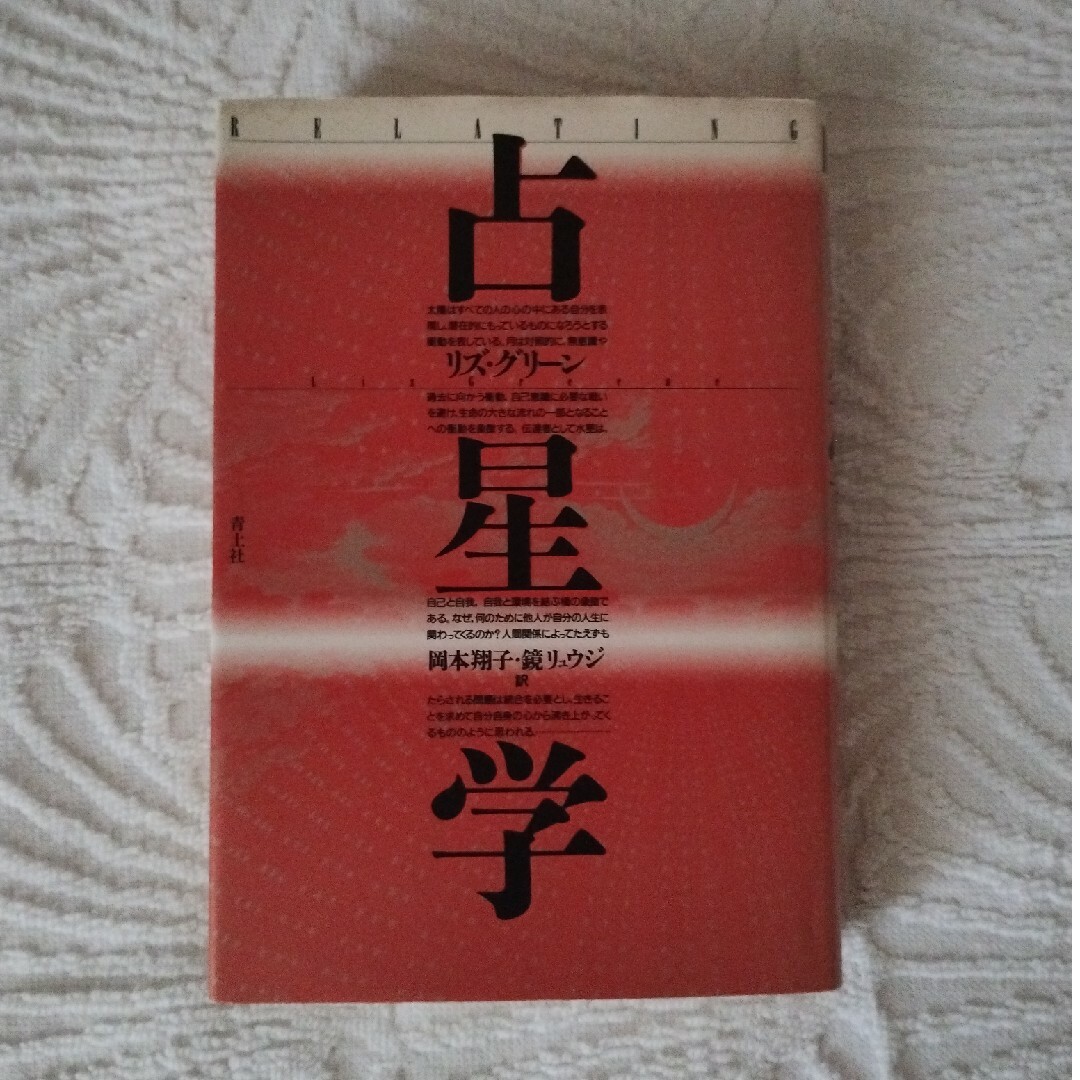 RELATING
占
太陽はすべての人の心の中にある自分を表
現し、潜在的にもっているものになろうとする
衝動を表している。月は対照的に、無意識や
リズ・グリーン
Liz Greene
過去に向かう衝動、自己意識に必要な戦い
を避け、生命の大きな流れの一部となること
への衝動を象徴する。伝達者として水星は、
星
青土社
自己と自我、自我と環境を結ぶ橋の象徴で
ある。なぜ、何のために他人が自分の人生に
関わってくるのか？人間関係によってたえずも
岡本翔子・鏡リュウジ
訳
たらされる問題は統合を必要とし、生きるこ
とを求めて自分自身の心から沸き上がってく
るもののように思われる。
学